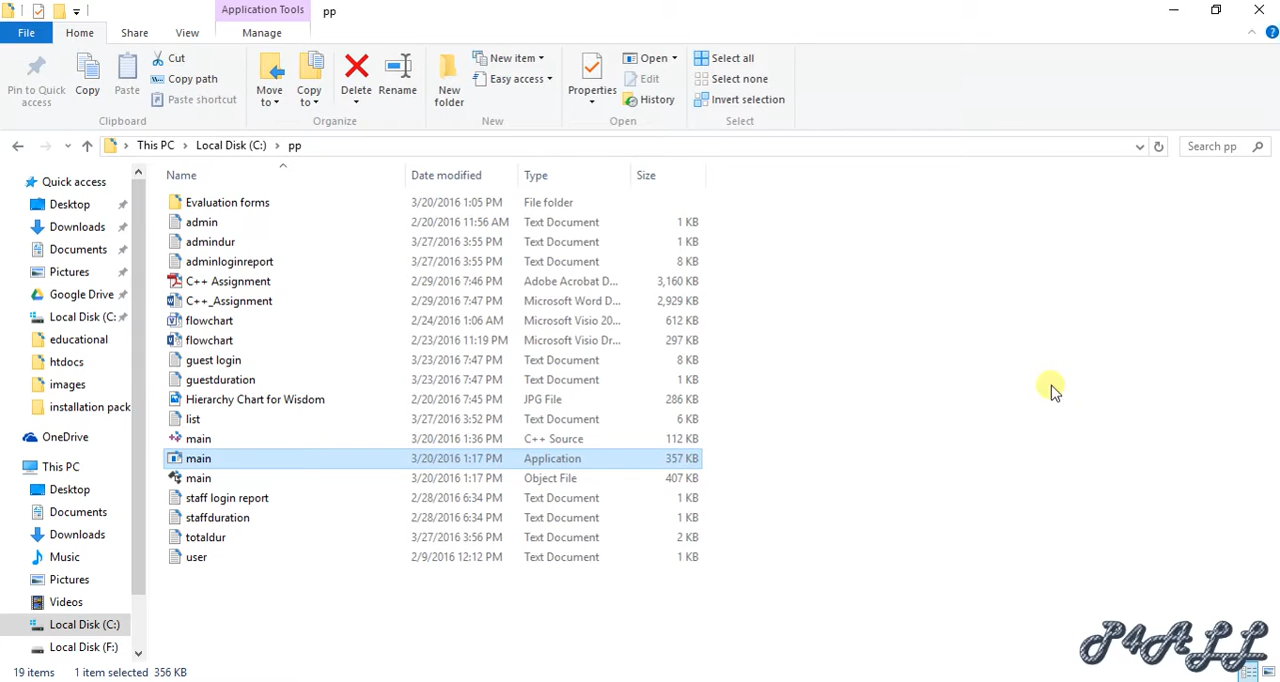 Application Tools
pp
File
Home
Share
View
Manage
Pin to Quick access
Copy
Paste
Cut
Copy path
Paste shortcut
Clipboard
Move to
Copy to
Delete
Rename
Organize
New folder
New item
Easy access
New
Properties
Open
Edit
History
Open
Select all
Select none
Invert selection
Select
This PC
Local Disk (C:)
pp
Search pp
Name
Date modified
Type
Size
Quick access
Desktop
Downloads
Documents
Pictures
Google Drive
Local Disk (C:
educational
htdocs
images
installation pack
OneDrive
This PC
Desktop
Documents
Downloads
Music
Pictures
Videos
Local Disk (C:)
Local Disk (F:)
Evaluation forms 3/20/2016 1:05 PM File folder
admin 2/20/2016 11:56 AM Text Document 1 KB
admindur 3/27/2016 3:55 PM Text Document 1 KB
adminloginreport 3/27/2016 3:55 PM Text Document 8 KB
C++ Assignment 2/29/2016 7:46 PM Adobe Acrobat D... 3,160 KB
C++_Assignment 2/29/2016 7:47 PM Microsoft Word D... 2,929 KB
flowchart 2/24/2016 1:06 AM Microsoft Visio 20... 612 KB
flowchart 2/23/2016 11:19 PM Microsoft Visio Dr... 297 KB
guest login 3/23/2016 7:47 PM Text Document 8 KB
guestduration 3/23/2016 7:47 PM Text Document 1 KB
Hierarchy Chart for Wisdom 2/20/2016 7:45 PM JPG File 286 KB
list 3/27/2016 3:52 PM Text Document 6 KB
main 3/20/2016 1:36 PM C++ Source 112 KB
main 3/20/2016 1:17 PM Application 357 KB
main 3/20/2016 1:17 PM Object File 407 KB
staff login report 2/28/2016 6:34 PM Text Document 1 KB
staffduration 2/28/2016 6:34 PM Text Document 1 KB
totaldur 3/27/2016 3:56 PM Text Document 2 KB
user 2/9/2016 12:12 PM Text Document 1 KB
19 items
1 item selected 356 KB
P4ALL